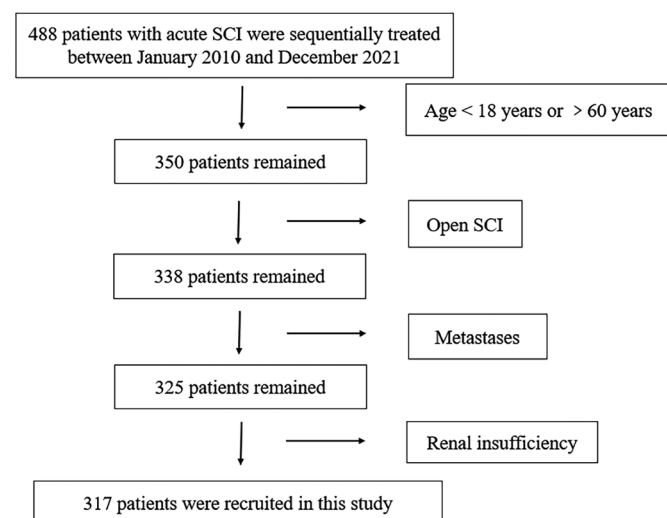 488 patients with acute SCI were sequentially treated
between January 2010 and December 2021
Age < 18 years or > 60 years
350 patients remained
Open SCI
338 patients remained
Metastases
325 patients remained
Renal insufficiency
317 patients were recruited in this study